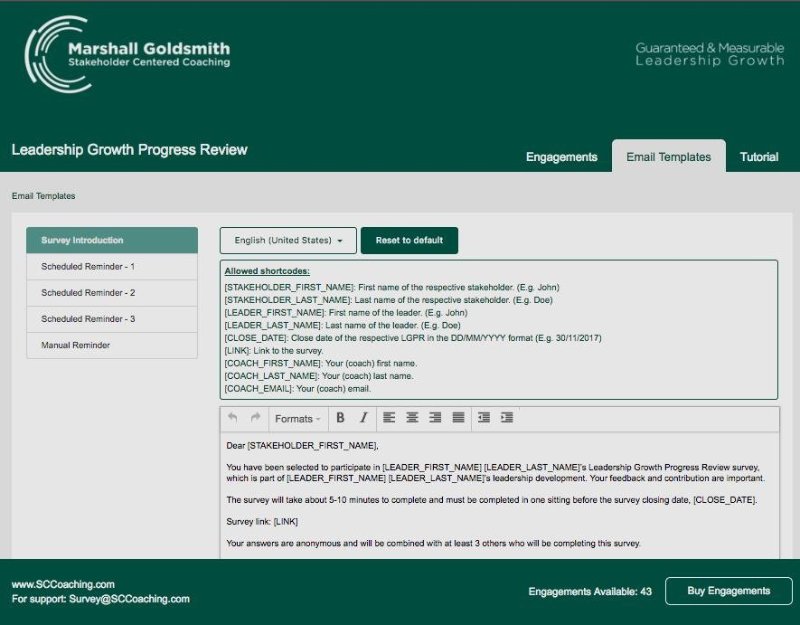 Marshall Goldsmith
Stakeholder Centered Coaching
Guaranteed & Measurable
Leadership Growth
Leadership Growth Progress Review
Engagements
Email Templates
Tutorial
Email Templates
Survey Introduction
Scheduled Reminder - 1
Scheduled Reminder - 2
Scheduled Reminder - 3
Manual Reminder
English (United States)
Reset to default
Allowed shortcodes:
[STAKEHOLDER_FIRST_NAME]: First name of the respective stakeholder. (E.g. John)
[STAKEHOLDER_LAST_NAME]: Last name of the respective stakeholder. (E.g. Doe)
[LEADER_FIRST_NAME]: First name of the leader. (E.g. John)
[LEADER_LAST_NAME]: Last name of the leader. (E.g. Doe)
[CLOSE_DATE]: Close date of the respective LGPR in the DD/MM/YYYY format (E.g. 30/11/2017)
[LINK]: Link to the survey.
[COACH_FIRST_NAME]: Your (coach) first name.
[COACH_LAST_NAME]: Your (coach) last name.
[COACH_EMAIL]: Your (coach) email.
Formats B I
Dear [STAKEHOLDER_FIRST_NAME],
You have been selected to participate in [LEADER_FIRST_NAME] [LEADER_LAST_NAME]'s Leadership Growth Progress Review survey,
which is part of [LEADER_FIRST_NAME] [LEADER_LAST_NAME]'s leadership development. Your feedback and contribution are important.
The survey will take about 5-10 minutes to complete and must be completed in one sitting before the survey closing date, [CLOSE_DATE].
Survey link: [LINK]
Your answers are anonymous and will be combined with at least 3 others who will be completing this survey.
www.SCCoaching.com
For support: Survey@SCCoaching.com
Engagements Available: 43
Buy Engagements